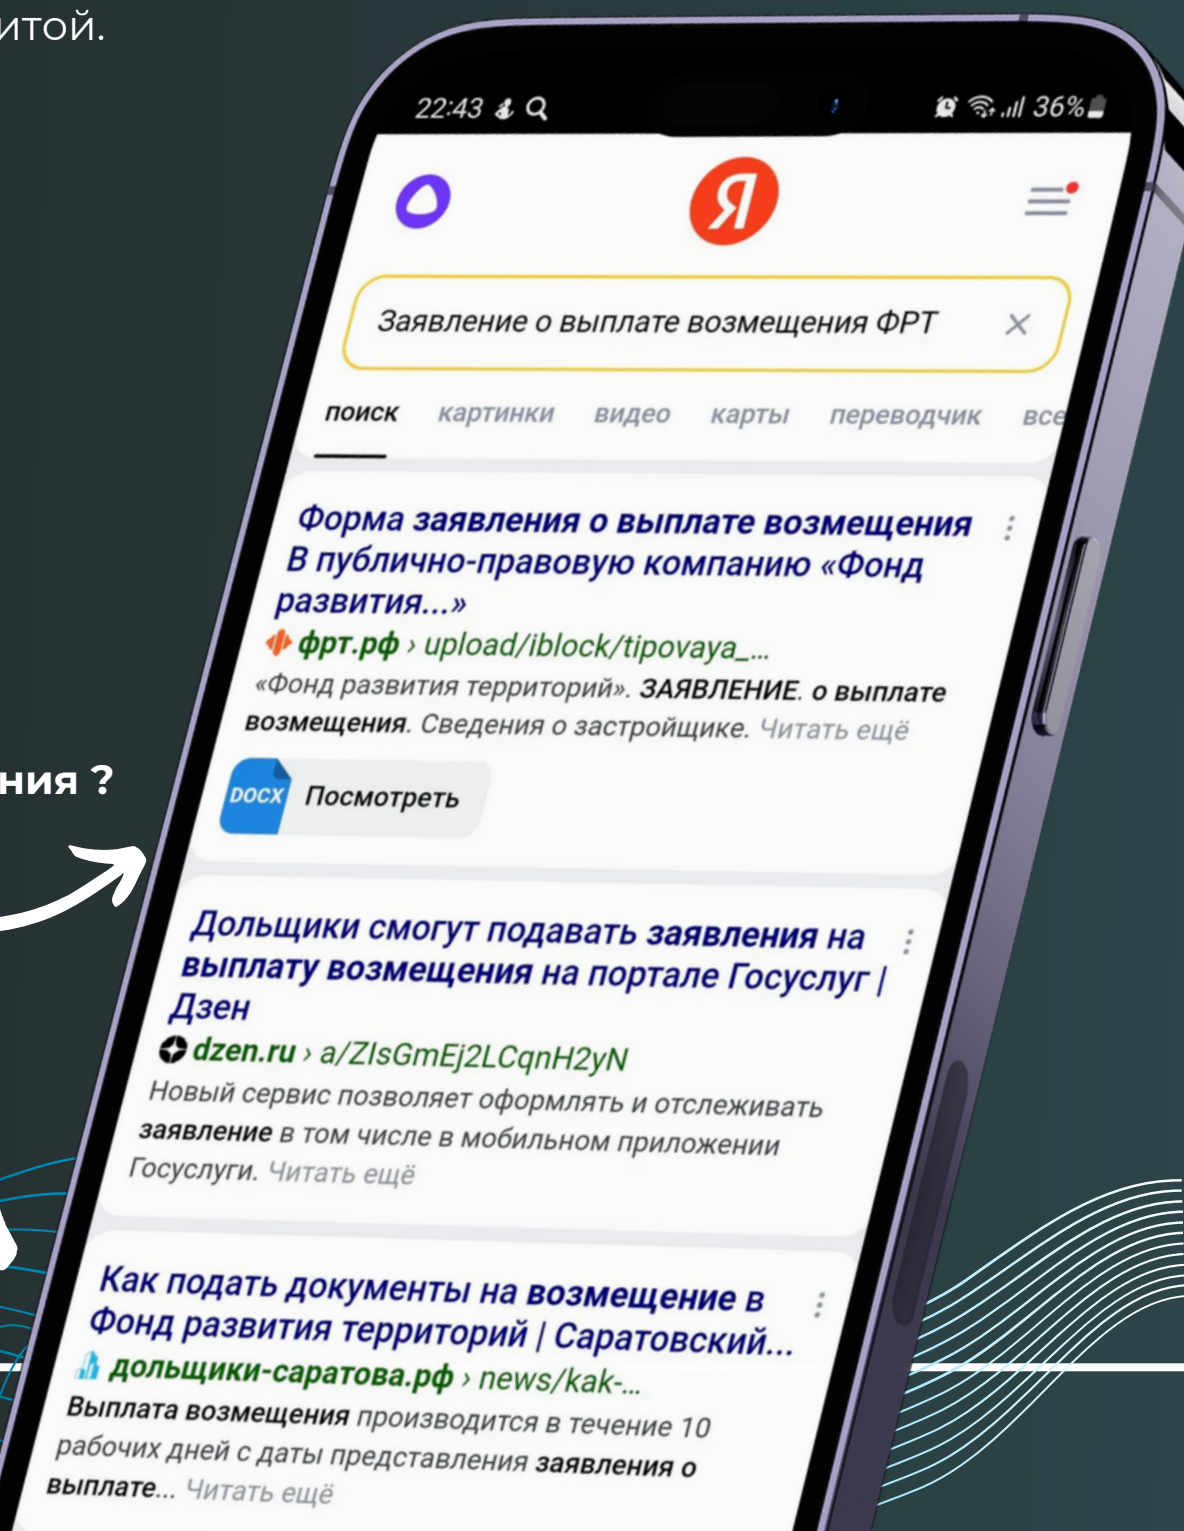 итой.
22:43
36%
Я
Заявление о выплате возмещения ФРТ
поиск картинки видео карты переводчик все
Форма заявления о выплате возмещения
В публично-правовую компанию «Фонд
развития...»
фрт.рф › upload/iblock/tipovaya_...
«Фонд развития территорий». ЗАЯВЛЕНИЕ. о выплате
возмещения. Сведения о застройщике. Читать ещё
DOCX Посмотреть
ния ?
Дольщики смогут подавать заявления на
выплату возмещения на портале Госуслуг |
Дзен
dzen.ru › a/ZIsGmEj2LCqnH2yN
Новый сервис позволяет оформлять и отслеживать
заявление в том числе в мобильном приложении
Госуслуги. Читать ещё
Как подать документы на возмещение в
Фонд развития территорий | Саратовский...
дольщики-саратова.рф › news/kak-...
Выплата возмещения производится в течение 10
рабочих дней с даты представления заявления о
выплате... Читать ещё